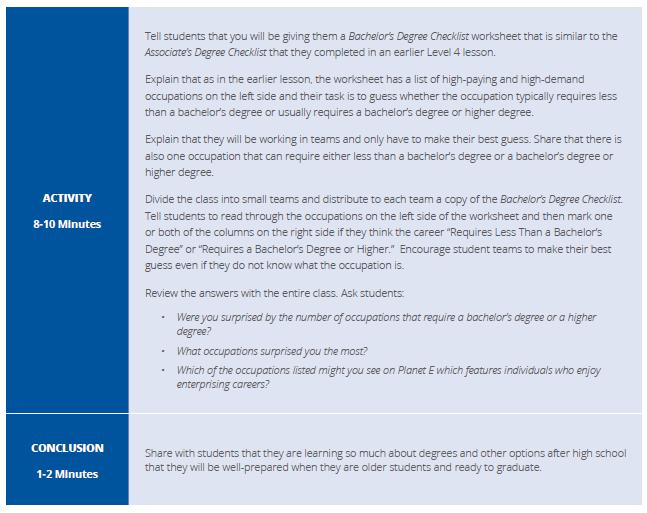 ACTIVITY
8-10 Minutes
Tell students that you will be giving them a Bachelor's Degree Checklist worksheet that is similar to the
Associate's Degree Checklist that they completed in an earlier Level 4 lesson.
Explain that as in the earlier lesson, the worksheet has a list of high-paying and high-demand
occupations on the left side and their task is to guess whether the occupation typically requires less
than a bachelor's degree or usually requires a bachelor's degree or higher degree.
Explain that they will be working in teams and only have to make their best guess. Share that there is
also one occupation that can require either less than a bachelor's degree or a bachelor's degree or
higher degree.
Divide the class into small teams and distribute to each team a copy of the Bachelor's Degree Checklist.
Tell students to read through the occupations on the left side of the worksheet and then mark one
or both of the columns on the right side if they think the career "Requires Less Than a Bachelor's
Degree" or "Requires a Bachelor's Degree or Higher." Encourage student teams to make their best
guess even if they do not know what the occupation is.
Review the answers with the entire class. Ask students:
• Were you surprised by the number of occupations that require a bachelor's degree or a higher
degree?
• What occupations surprised you the most?
• Which of the occupations listed might you see on Planet E which features individuals who enjoy
enterprising careers?
CONCLUSION
1-2 Minutes
Share with students that they are learning so much about degrees and other options after high school
that they will be well-prepared when they are older students and ready to graduate.